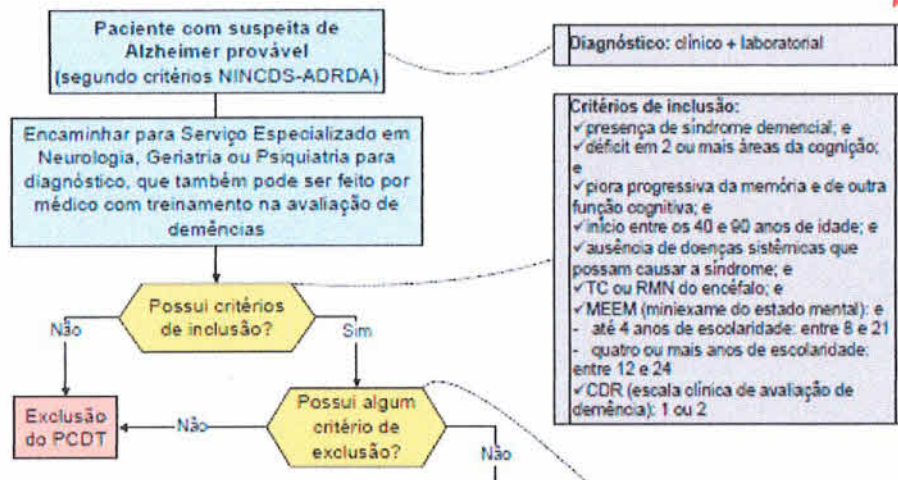 Paciente com suspeita de
Alzheimer provável
(segundo critérios NINCDS-ADRDA)
Diagnóstico: clínico + laboratorial
Encaminhar para Serviço Especializado em
Neurologia, Geriatria ou Psiquiatria para
diagnóstico, que também pode ser feito por
médico com treinamento na avaliação de
demências
Critérios de inclusão:
✓presença de síndrome demencial; e
✓déficit em 2 ou mais áreas da cognição;
e
✓piora progressiva da memória e de outra
função cognitiva; e
✓início entre os 40 e 90 anos de idade; e
✓ausência de doenças sistêmicas que
possam causar a síndrome; e
✓TC ou RMN do encéfalo; e
✓MEEM (miniexame do estado mental): e
- até 4 anos de escolaridade: entre 8 e 21
- quatro ou mais anos de escolaridade:
entre 12 e 24
✓CDR (escala clínica de avaliação de
demência): 1 ou 2
Possui critérios
de inclusão?
Não
Sim
Exclusão
do PCDT
Não
Possui algum
critério de
exclusão?
Não